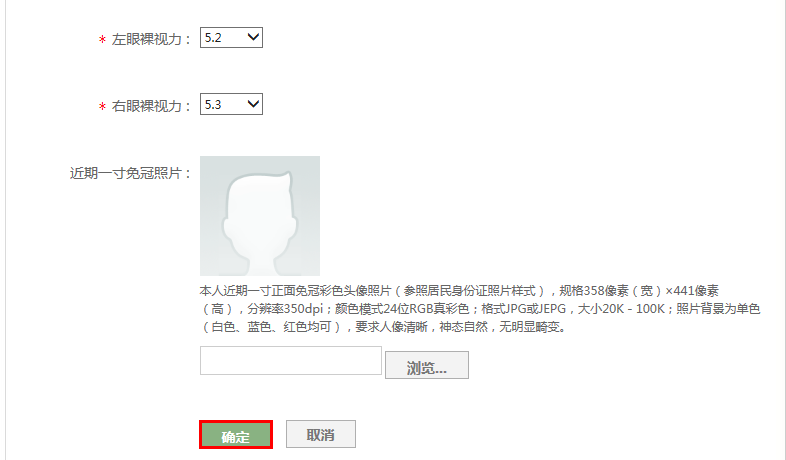 * 左眼裸视力： 5.2
* 右眼裸视力： 5.3
近期一寸免冠照片：
本人近期一寸正面免冠彩色头像照片（参照居民身份证照片样式），规格358像素（宽）×441像素
（高），分辨率350dpi；颜色模式24位RGB真彩色；格式JPG或JEPG，大小20K - 100K；照片背景为单色
（白色、蓝色、红色均可），要求人像清晰，神态自然，无明显畸变。
浏览...
确定 取消